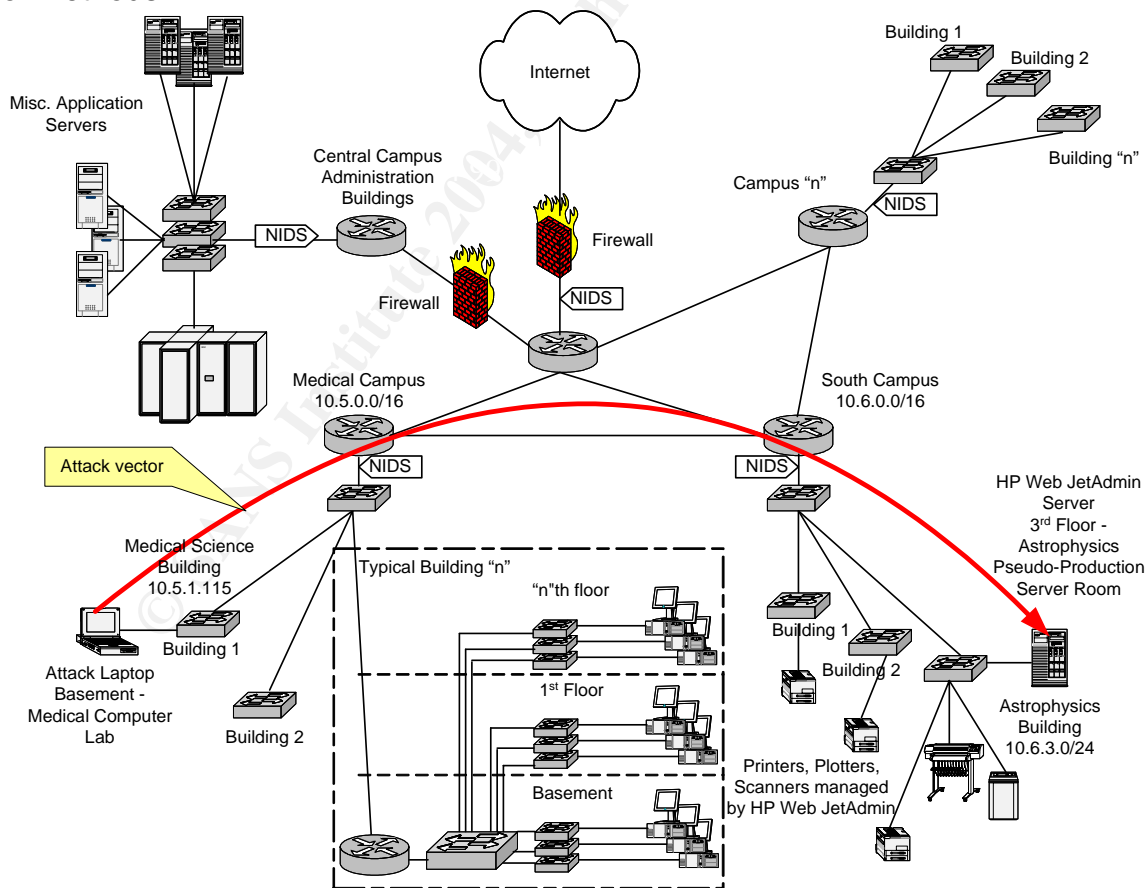 Internet
Building 1
Building 2
Building "n"
Misc. Application
Servers
Central Campus
Administration
Buildings
Campus "n"
NIDS
NIDS
Firewall
Firewall
NIDS
Medical Campus
10.5.0.0/16
South Campus
10.6.0.0/16
Attack vector
NIDS
NIDS
HP Web JetAdmin
Server
3rd Floor -
Astrophysics
Pseudo-Production
Server Room
Medical Science
Building
10.5.1.115
Typical Building "n"
"n"th floor
Building 1
Building 1
Building 2
Attack Laptop
Basement -
Medical Computer
Lab
Building 2
1st Floor
Astrophysics
Building
10.6.3.0/24
Basement
Printers, Plotters,
Scanners managed
by HP Web JetAdmin